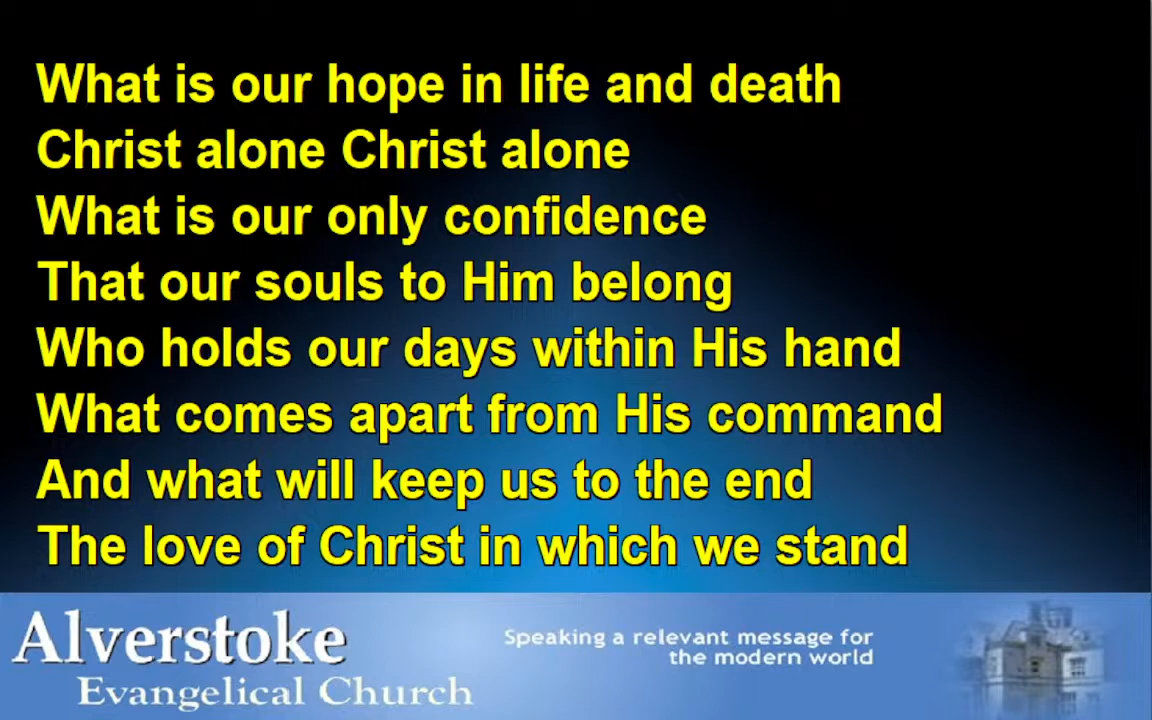 What is our hope in life and death
Christ alone Christ alone
What is our only confidence
That our souls to Him belong
Who holds our days within His hand
What comes apart from His command
And what will keep us to the end
The love of Christ in which we stand
Alverstoke
Evangelical Church
Speaking a relevant message for
the modern world